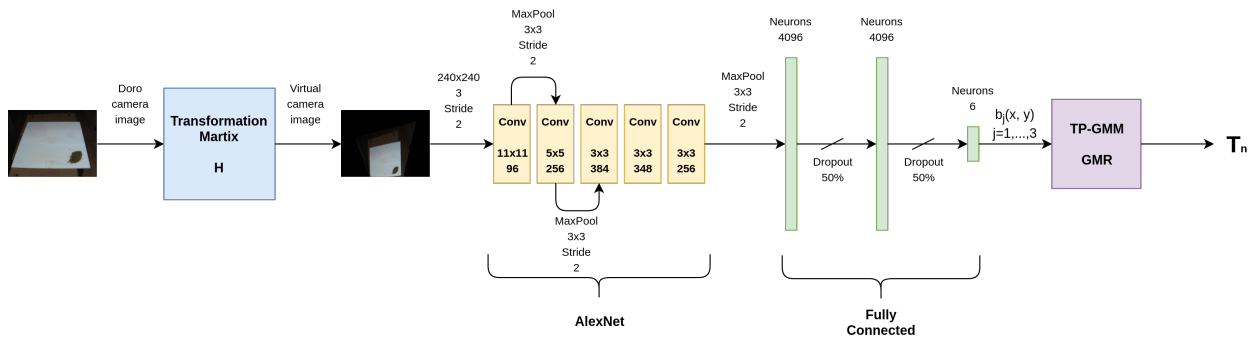 Doro
camera
image
Transformation
Martix
H
Virtual
camera
image
240x240
3
Stride
2
MaxPool
3x3
Stride
2
Conv
11x11
96
Conv
5x5
256
Conv
3x3
384
Conv
3x3
348
Conv
3x3
256
MaxPool
3x3
Stride
2
AlexNet
MaxPool
3x3
Stride
2
Neurons
4096
Dropout
50%
Neurons
4096
Dropout
50%
Neurons
6
Fully
Connected
bj(x, y)
j=1,...,3
TP-GMM
GMR
Tn